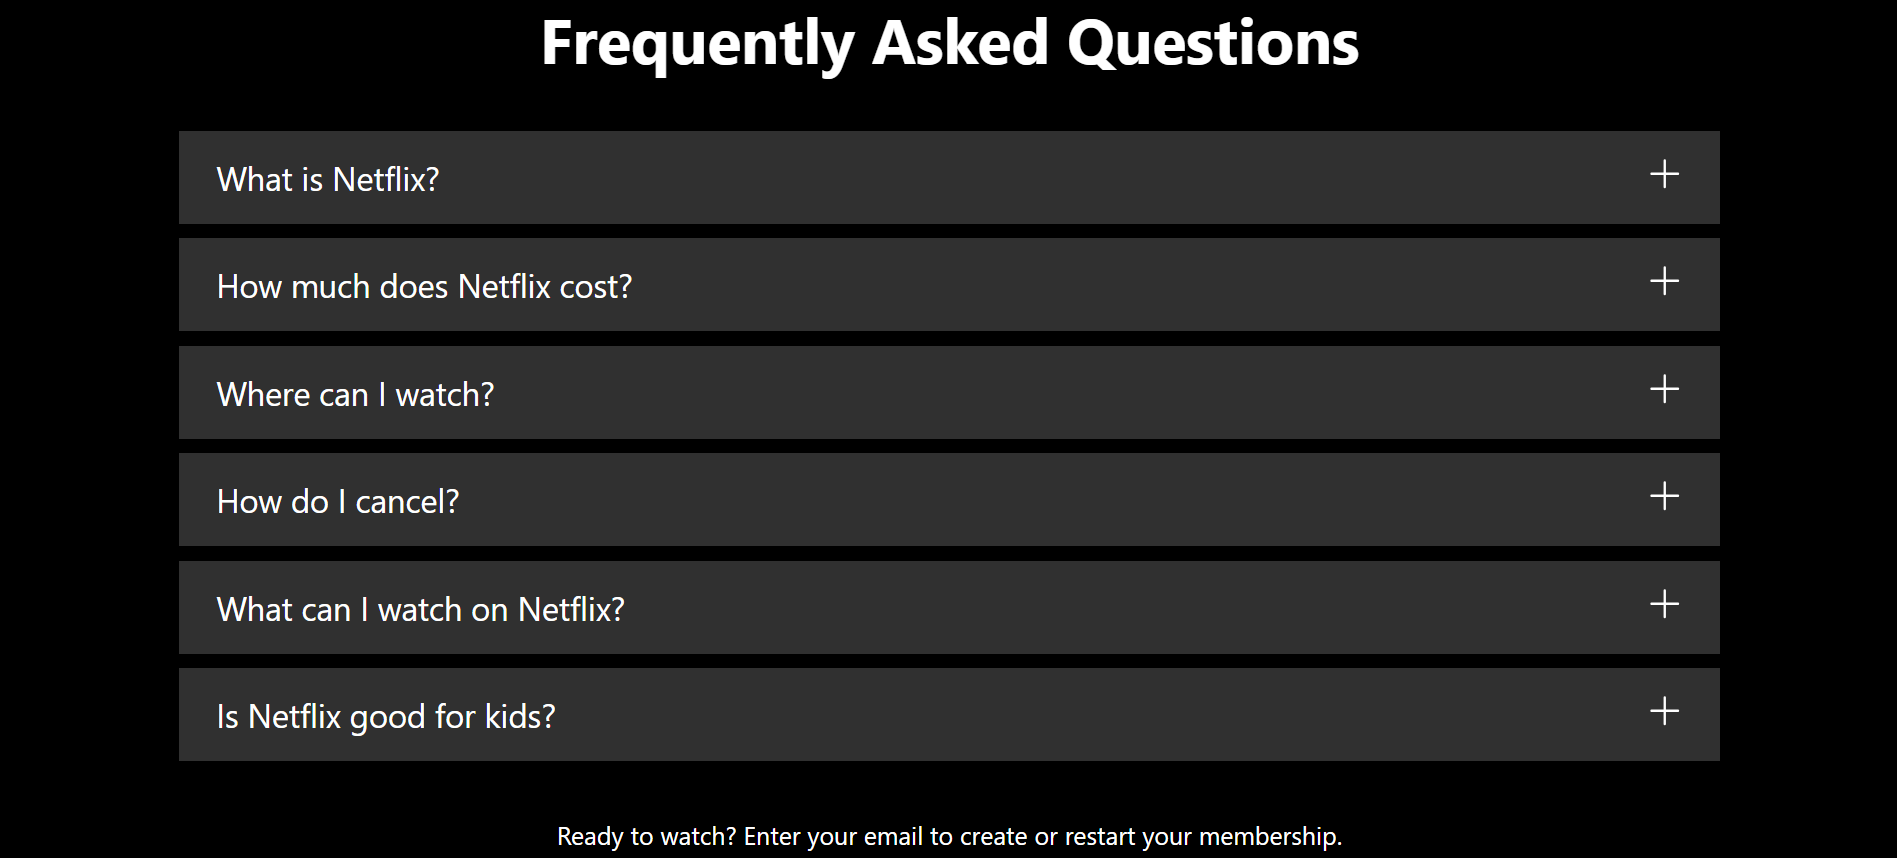 Frequently Asked Questions
What is Netflix?
How much does Netflix cost?
Where can I watch?
How do I cancel?
What can I watch on Netflix?
Is Netflix good for kids?
Ready to watch? Enter your email to create or restart your membership.